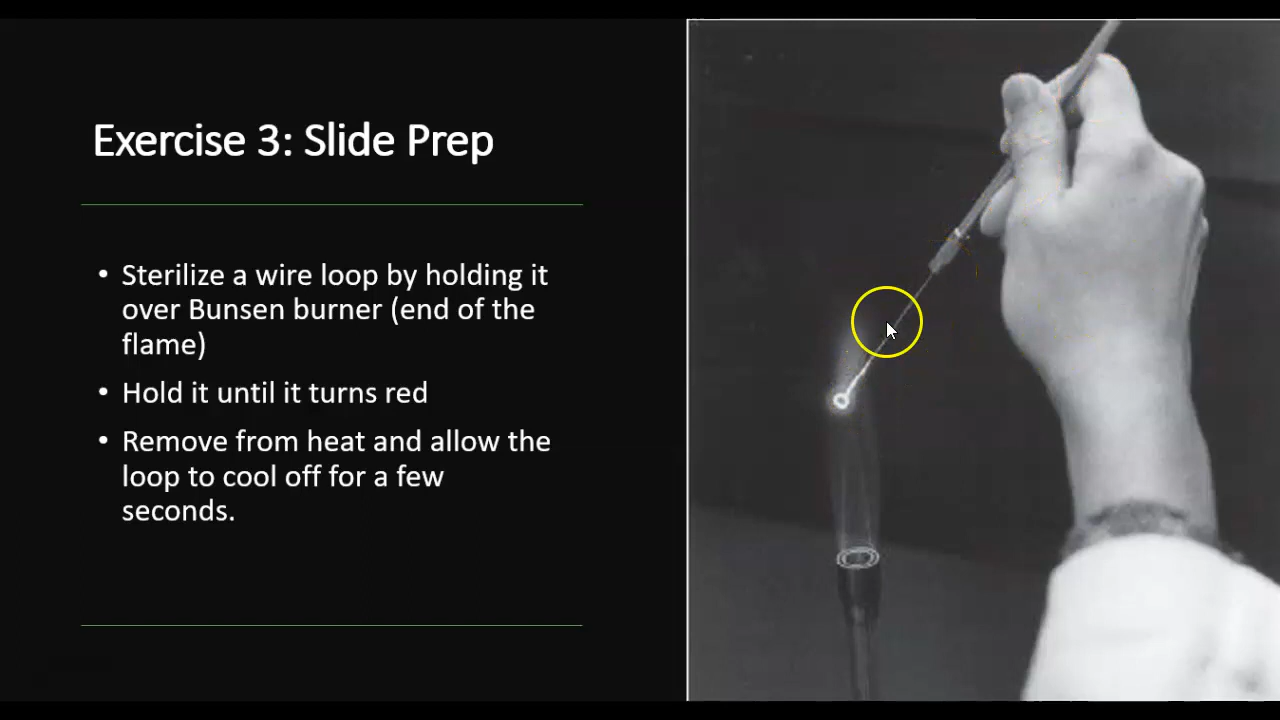 Exercise 3: Slide Prep
• Sterilize a wire loop by holding it
over Bunsen burner (end of the
flame)
• Hold it until it turns red
• Remove from heat and allow the
loop to cool off for a few
seconds.